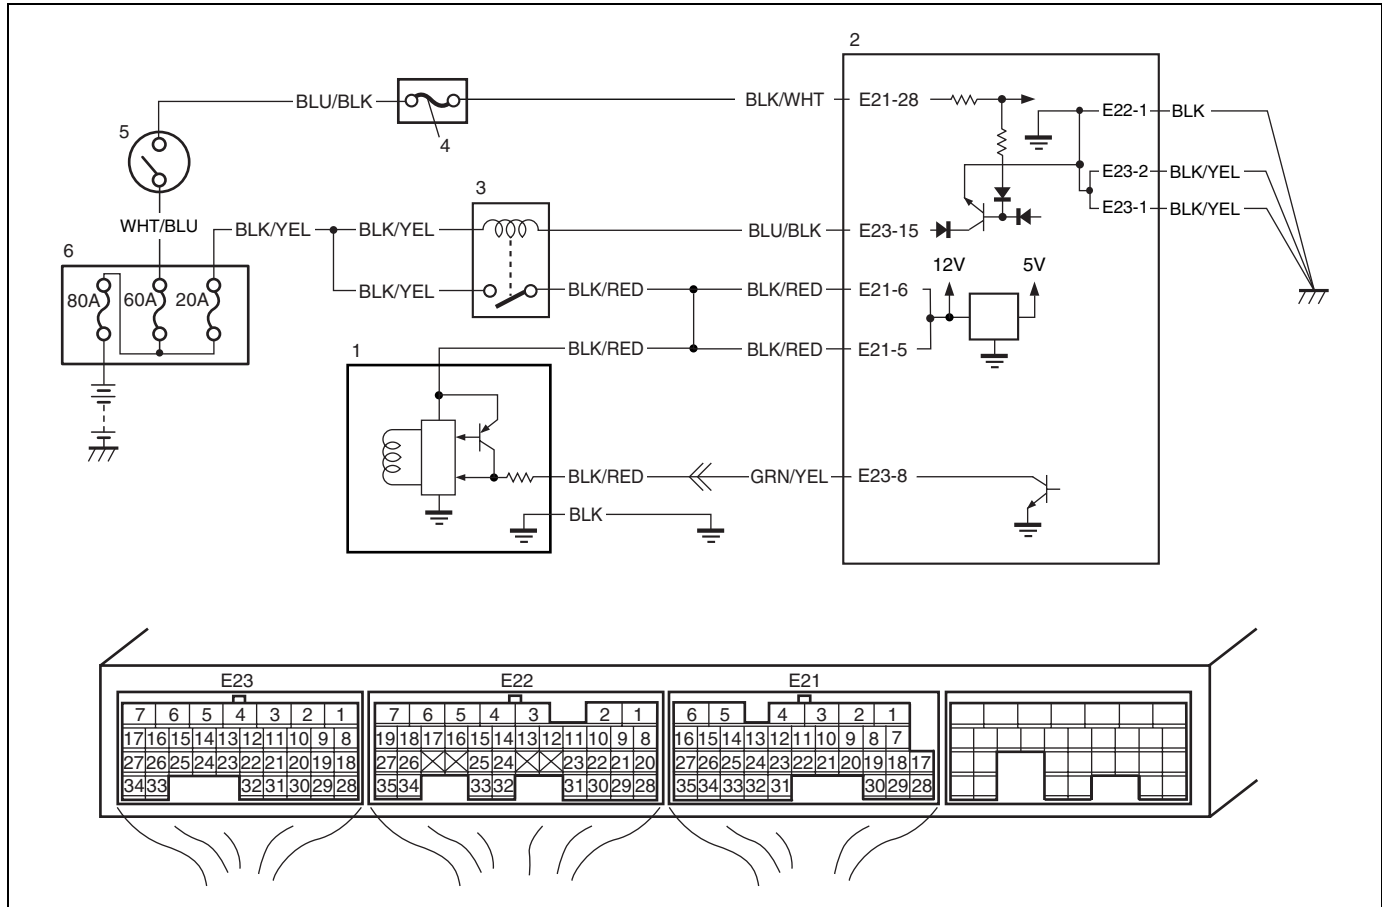 2
BLU/BLK
BLK/WHT
E21-28
4
5
E22-1
BLK
3
E23-2
BLK/YEL
WHT/BLU
BLK/YEL
BLK/YEL
BLU/BLK
E23-15
E23-1
BLK/YEL
6
12V
5V
80A
60A
20A
BLK/YEL
BLK/RED
BLK/RED
E21-6
1
BLK/RED
BLK/RED
E21-5
BLK/RED
GRN/YEL
E23-8
BLK
E23
E22
E21
7 6 5 4 3 2 1
7 6 5 4 3 2 1
6 5 4 3 2 1
17 16 15 14 13 12 11 10 9 8
19 18 17 16 15 14 13 12 11 10 9 8
16 15 14 13 12 11 10 9 8 7
27 26 25 24 23 22 21 20 19 18
27 26 25 24 23 22 21 20
27 26 25 24 23 22 21 20 19 18 17
34 33 32 31 30 29 28
35 34 33 32 31 30 29 28
35 34 33 32 31 30 29 28